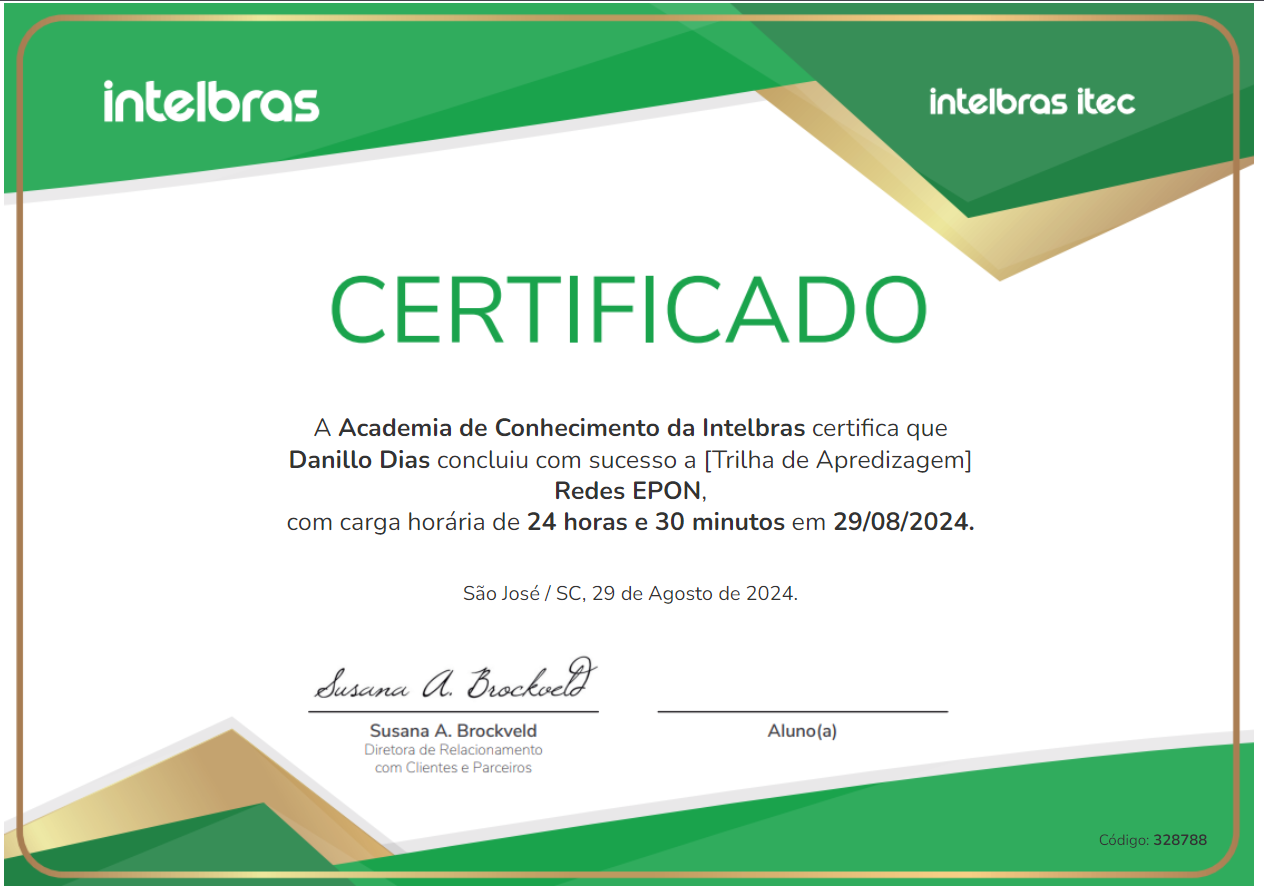 intelbras
intelbras itec
CERTIFICADO
A Academia de Conhecimento da Intelbras certifica que
Danillo Dias concluiu com sucesso a [Trilha de Apredizagem]
Redes EPON,
com carga horária de 24 horas e 30 minutos em 29/08/2024.
São José / SC, 29 de Agosto de 2024.
Susana A. Brockveld
Susana A. Brockveld
Diretora de Relacionamento
com Clientes e Parceiros
Aluno(a)
Código: 328788